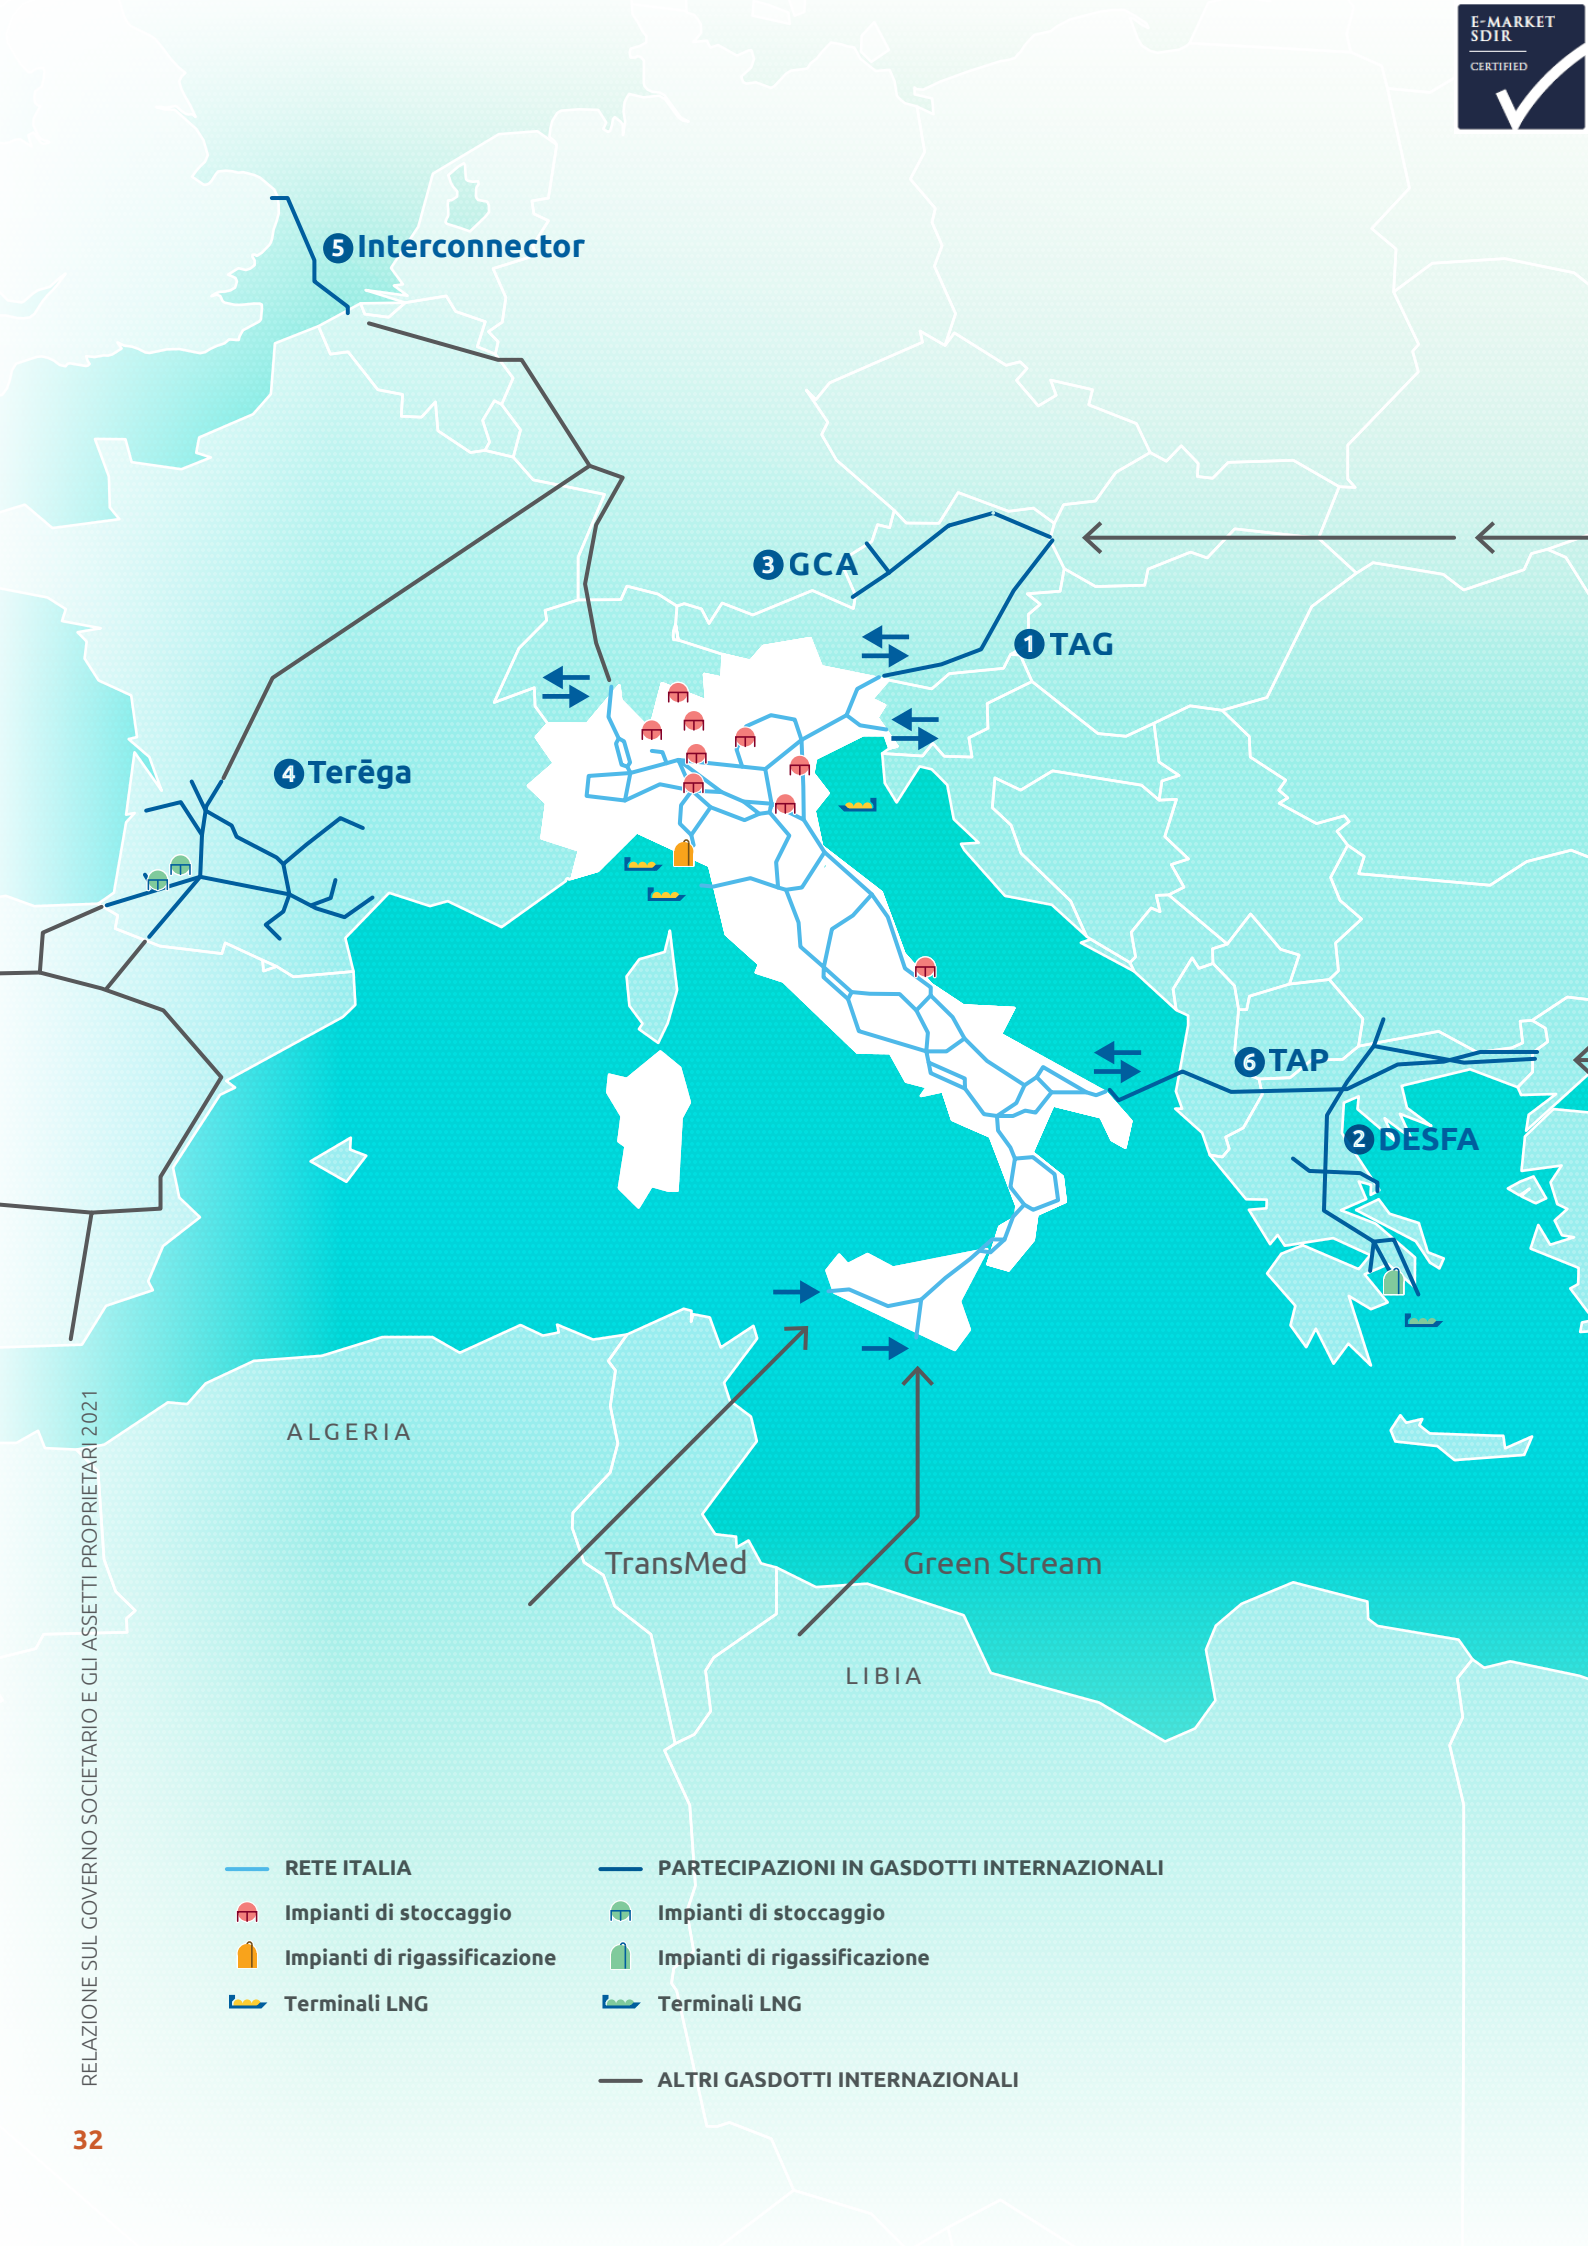 E-MARKET
SDIR
CERTIFIED
5 Interconnector
3 GCA
1 TAG
4 Terēga
6 TAP
2 DESFA
ALGERIA
TransMed
Green Stream
LIBIA
RETE ITALIA
Impianti di stoccaggio
Impianti di rigassificazione
Terminali LNG
PARTECIPAZIONI IN GASDOTTI INTERNAZIONALI
Impianti di stoccaggio
Impianti di rigassificazione
Terminali LNG
ALTRI GASDOTTI INTERNAZIONALI
RELAZIONE SUL GOVERNO SOCIETARIO E GLI ASSETTI PROPRIETARI 2021
32